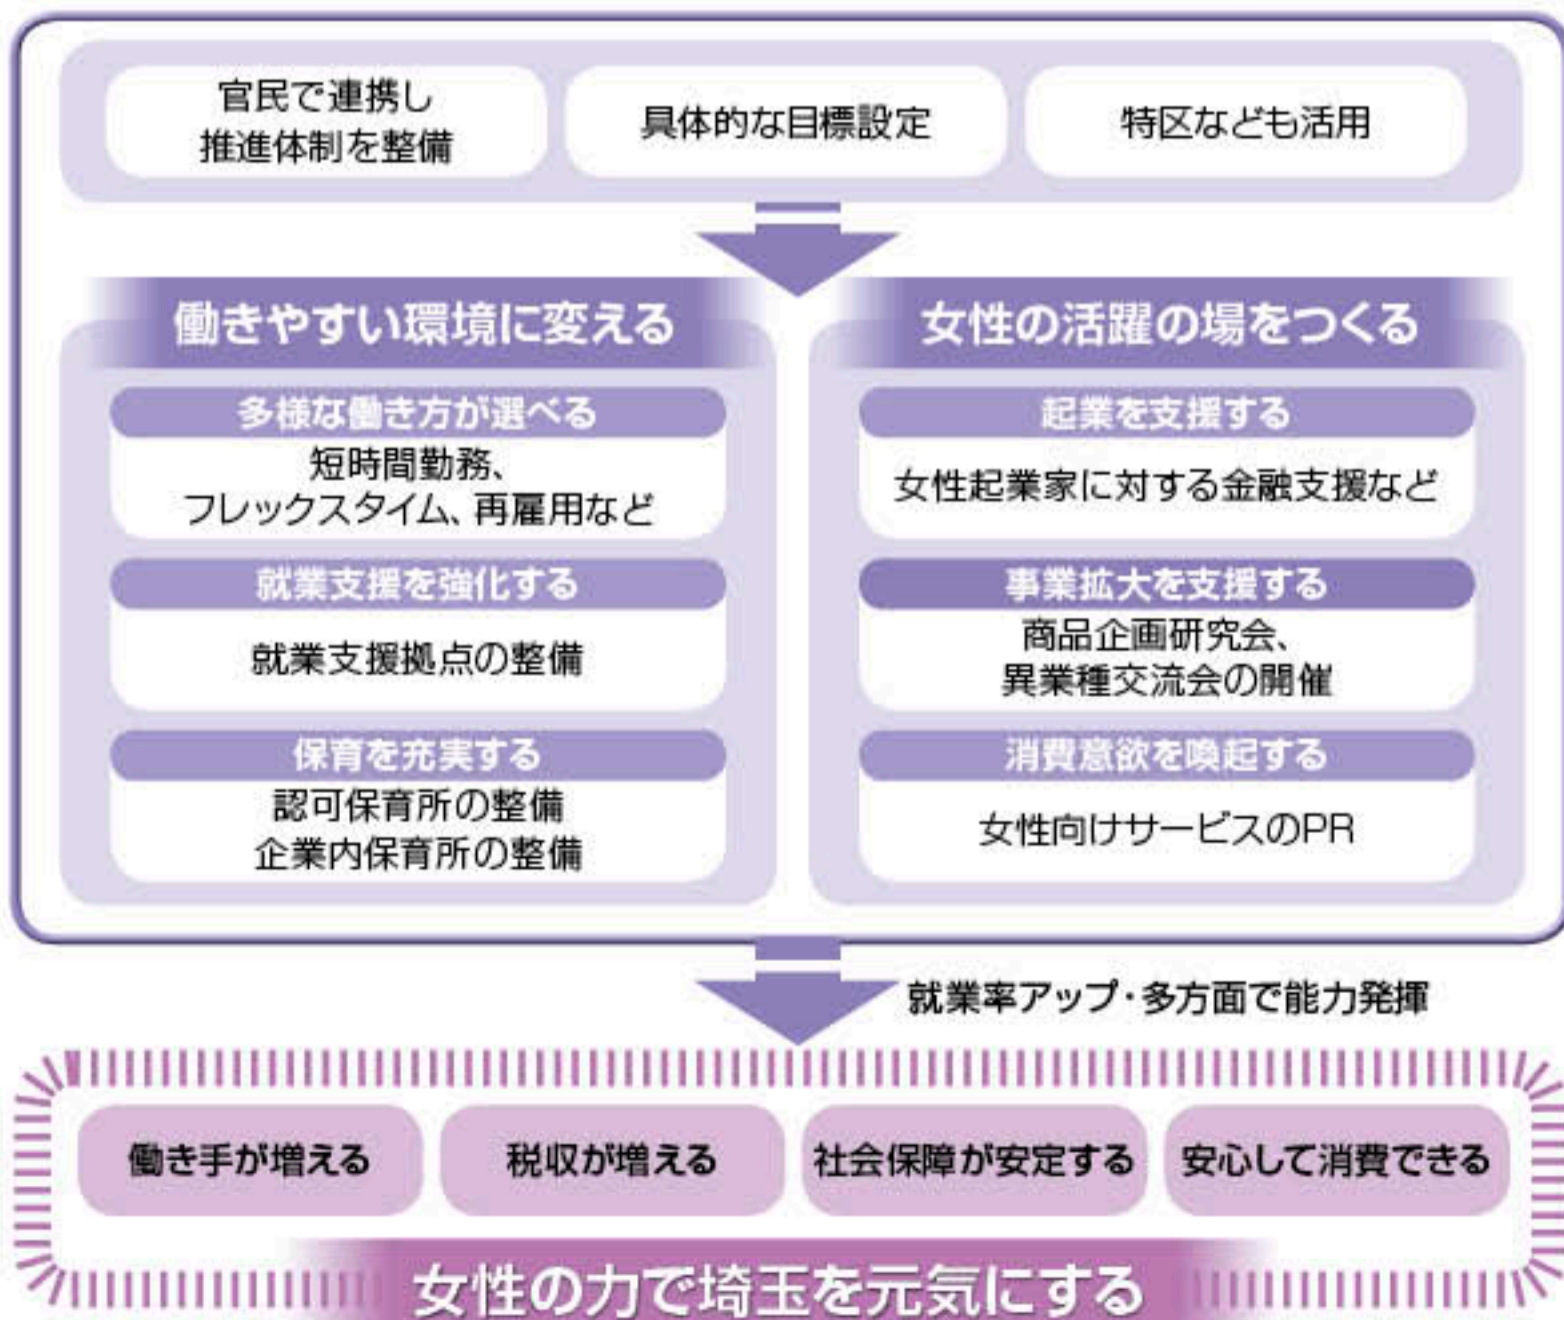 官民で連携し
推進体制を整備
具体的な目標設定
特区なども活用
働きやすい環境に変える
多様な働き方が選べる
短時間勤務、
フレックスタイム、再雇用など
就業支援を強化する
就業支援拠点の整備
保育を充実する
認可保育所の整備
企業内保育所の整備
女性の活躍の場をつくる
起業を支援する
女性起業家に対する金融支援など
事業拡大を支援する
商品企画研究会、
異業種交流会の開催
消費意欲を喚起する
女性向けサービスのPR
就業率アップ・多方面で能力発揮
働き手が増える
税収が増える
社会保障が安定する
安心して消費できる
女性の力で埼玉を元気にする